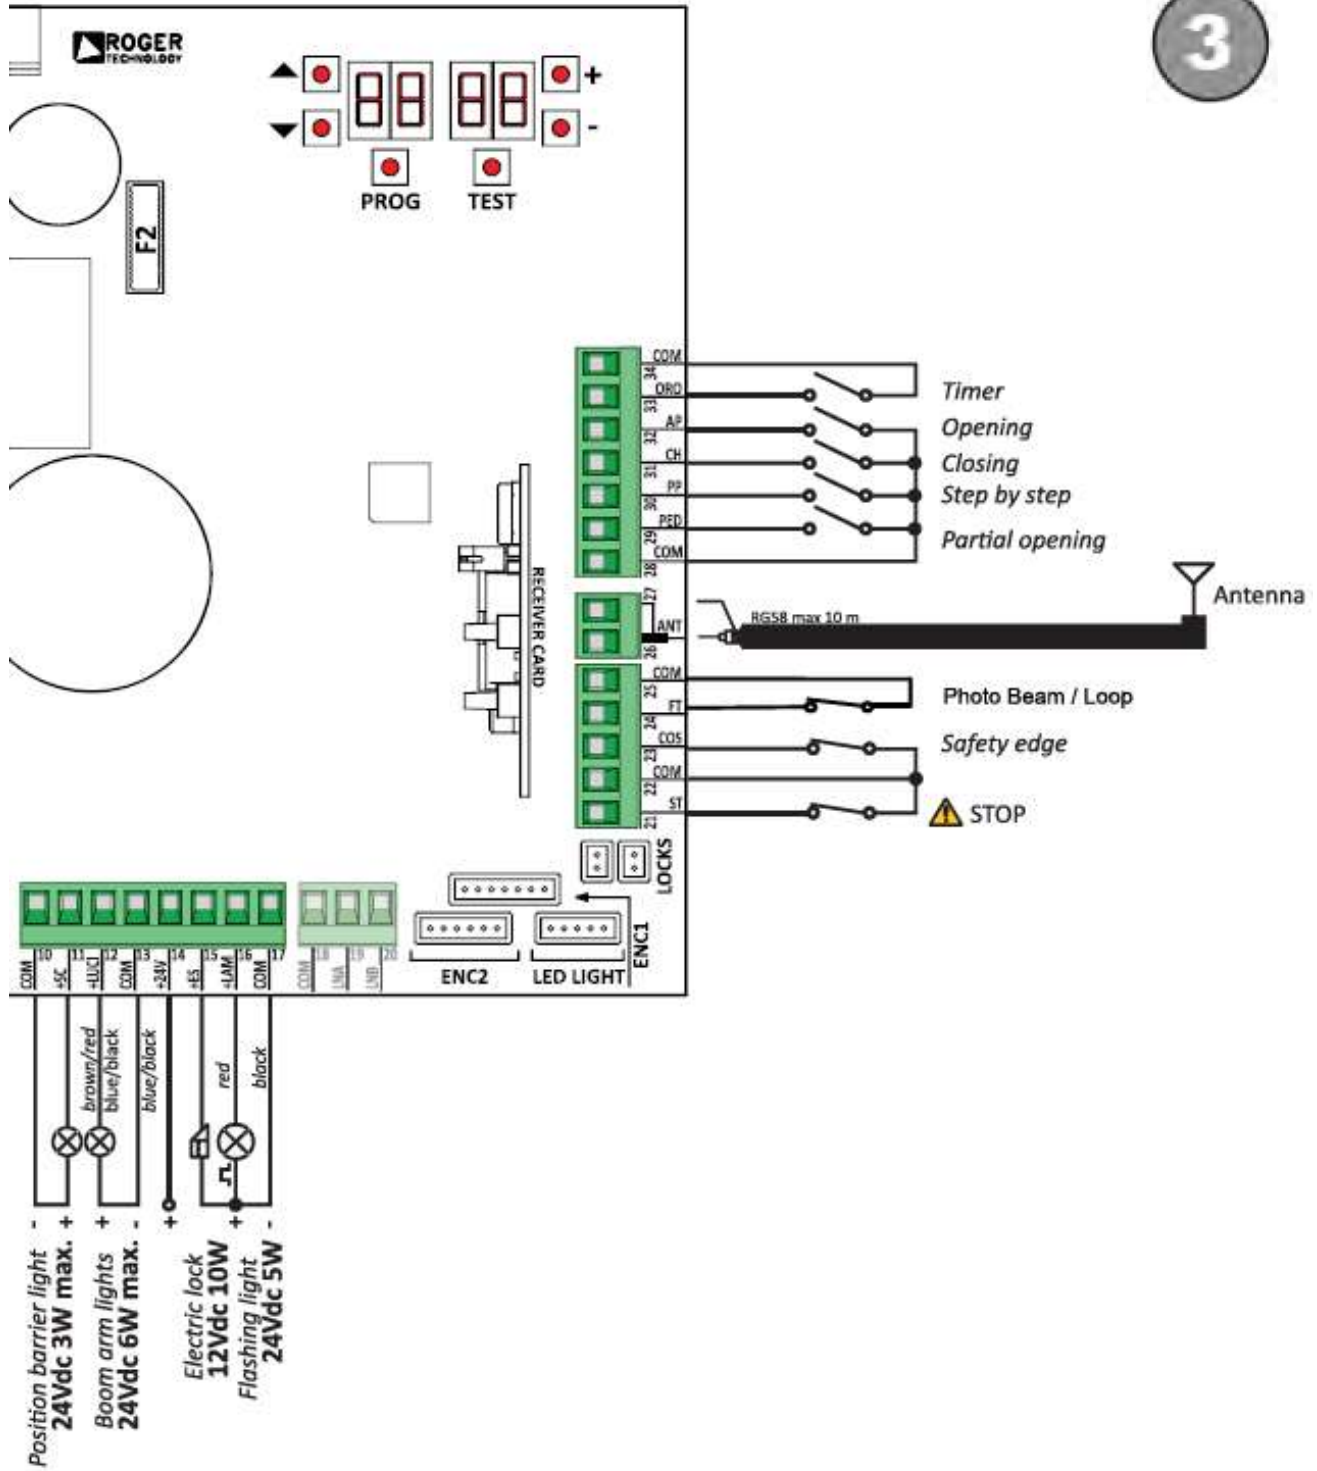 3
ROGER
TECHNOLOGY
+
-
PROG
TEST
F2
COM
34
ORO
33
AP
32
CH
31
PP
30
PED
29
COM
28
27
ANT
26
COM
25
FT
24
COS
23
COM
22
ST
21
Timer
Opening
Closing
Step by step
Partial opening
RG58 max 10 m
Antenna
Photo Beam / Loop
Safety edge
STOP
RECEIVER CARD
LOCKS
ENC1
ENC2
LED LIGHT
10
COM
11
+SC
12
+LUCI
13
COM
14
+24V
15
+ES
16
+LAM
17
COM
18
COM
19
LNA
20
LNB
brown/red
blue/black
blue/black
red
black
- +
+ -
+
+ -
Position barrier light
24Vdc 3W max.
Boom arm lights
24Vdc 6W max.
Electric lock
12Vdc 10W
Flashing light
24Vdc 5W